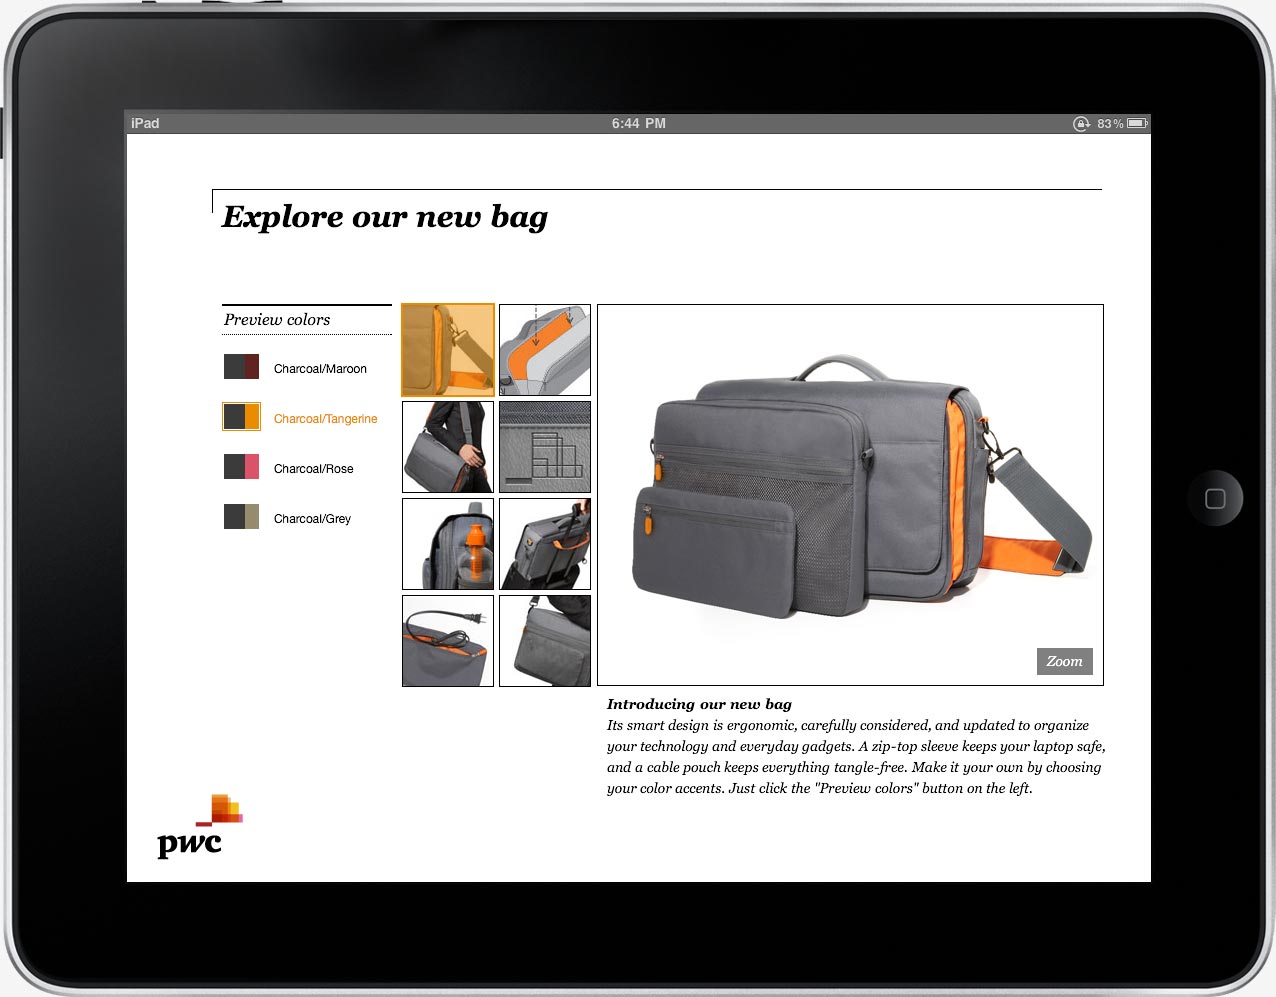 iPad
6:44 PM
83%
Explore our new bag
Preview colors
Charcoal/Maroon
Charcoal/Tangerine
Charcoal/Rose
Charcoal/Grey
Zoom
Introducing our new bag
Its smart design is ergonomic, carefully considered, and updated to organize
your technology and everyday gadgets. A zip-top sleeve keeps your laptop safe,
and a cable pouch keeps everything tangle-free. Make it your own by choosing
your color accents. Just click the "Preview colors" button on the left.
pwc